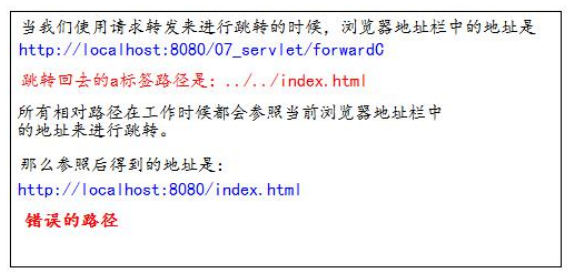 当我们使用请求转发来进行跳转的时候，浏览器地址栏中的地址是
http://localhost:8080/07_servlet/forwardC
跳转回去的a标签路径是：../../index.html
所有相对路径在工作时候都会参照当前浏览器地址栏中
的地址来进行跳转。
那么参照后得到的地址是：
http://localhost:8080/index.html
错误的路径